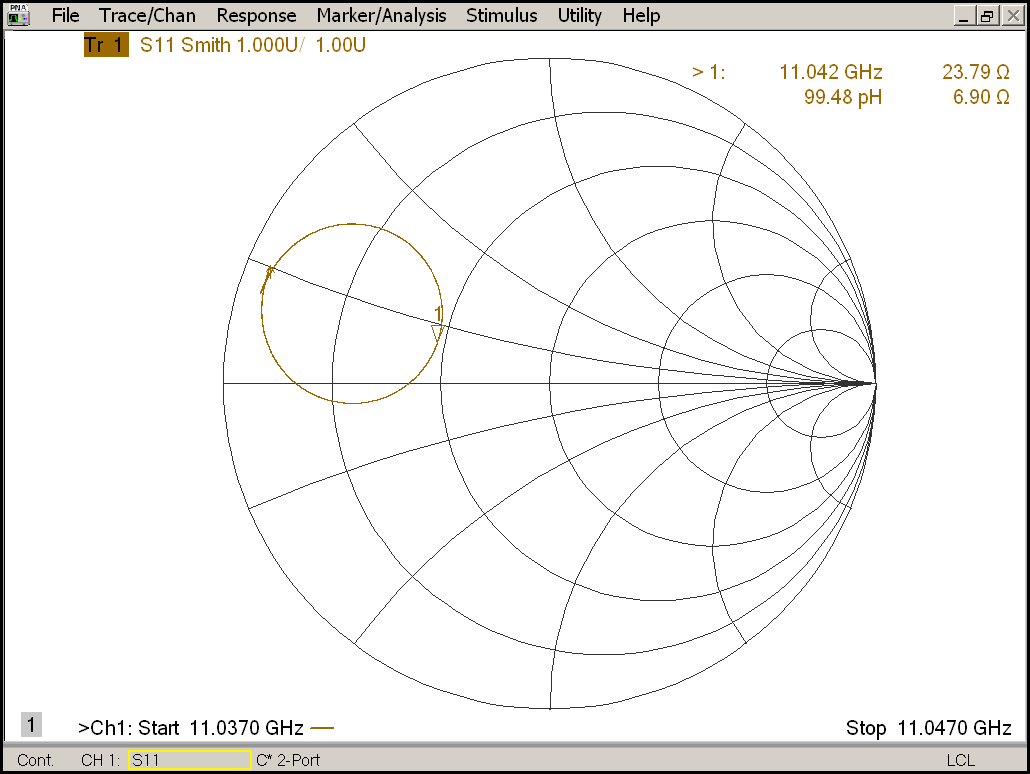 PNA
File Trace/Chan Response Marker/Analysis Stimulus Utility Help
Tr 1 S11 Smith 1.000U/ 1.00U
> 1: 11.042 GHz 23.79 Ω
99.48 pH 6.90 Ω
1
1 >Ch1: Start 11.0370 GHz Stop 11.0470 GHz
Cont. CH 1: S11 C* 2-Port LCL